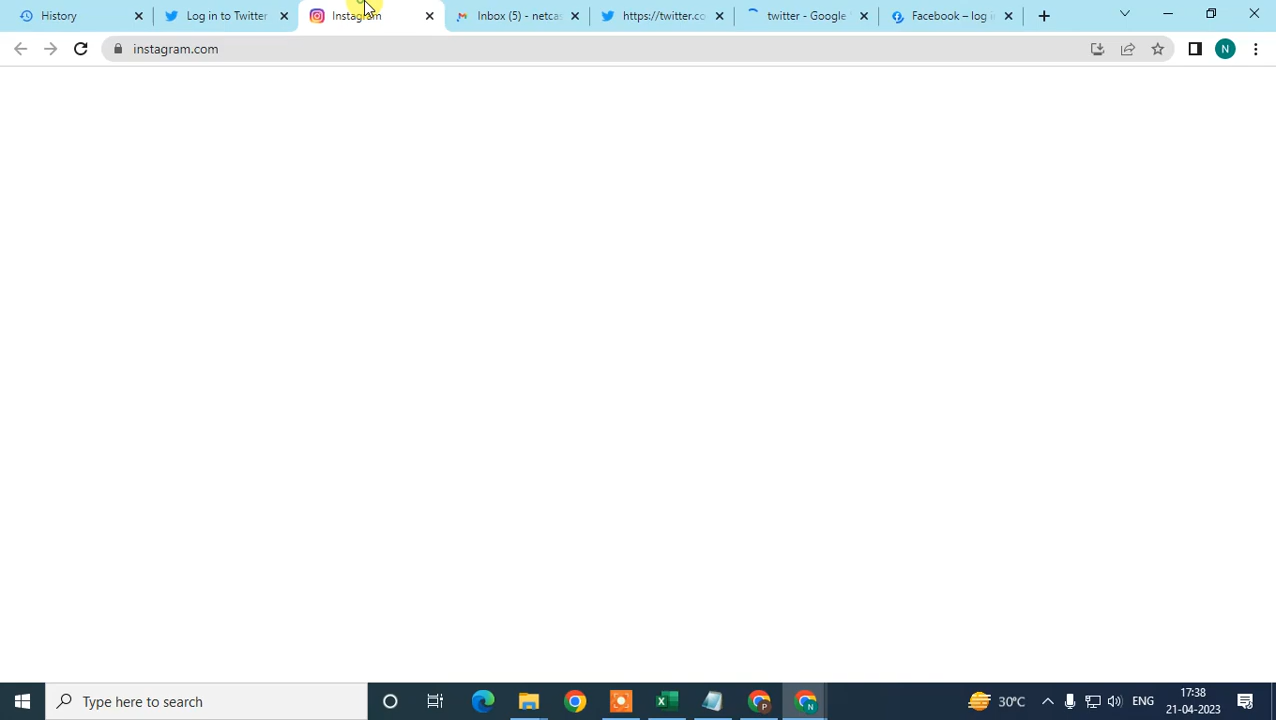 History
Log in to Twitter
Instagram
Inbox (5) - netcas
https://twitter.co
twitter - Google
Facebook – log i
instagram.com
N
Type here to search
P
N
30°C
ENG
17:38
21-04-2023